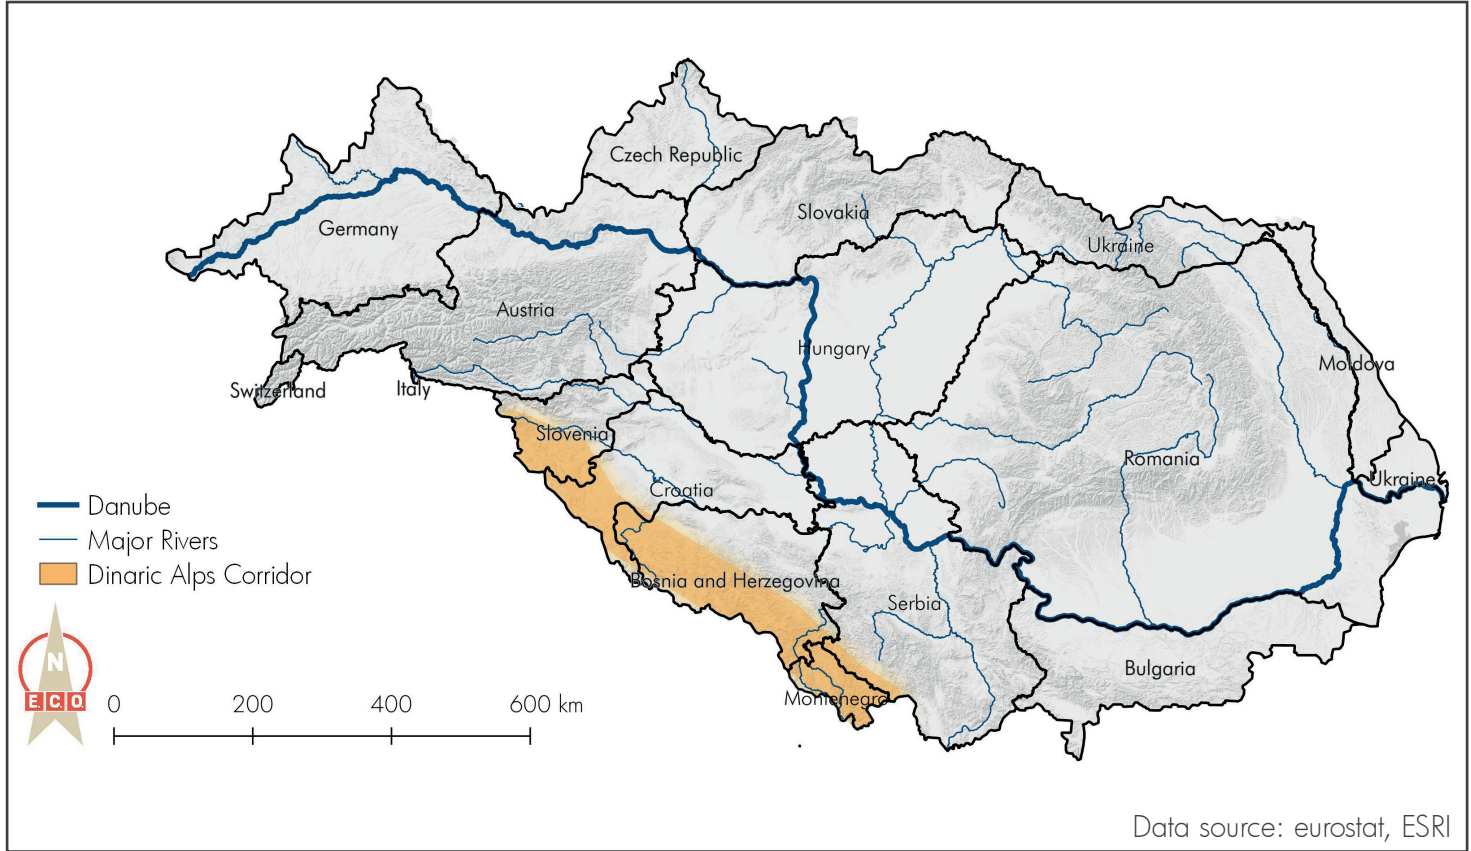 Czech Republic
Slovakia
Germany
Ukraine
Austria
Hungary
Moldova
Switzerland
Italy
Slovenia
Romania
Croatia
Ukraine
Danube
Major Rivers
Dinaric Alps Corridor
Bosnia and Herzegovina
Serbia
Bulgaria
Montenegro
N
E.C.O.
0 200 400 600 km
Data source: eurostat, ESRI